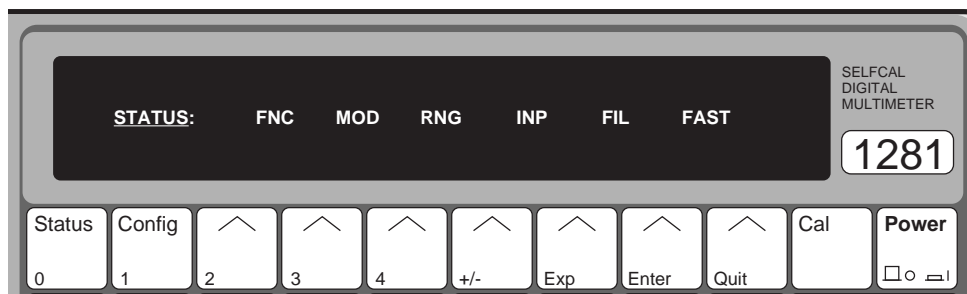 SELFCAL
DIGITAL
MULTIMETER
STATUS: FNC MOD RNG INP FIL FAST
1281
Status Config Cal Power
0 1 2 3 4 +/- Exp Enter Quit